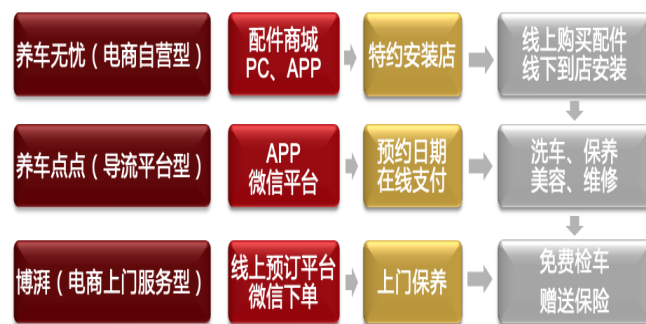 养车无忧（电商自营型）
配件商城
PC、APP
特约安装店
线上购买配件
线下到店安装
养车点点（导流平台型）
APP
微信平台
预约日期
在线支付
洗车、保养
美容、维修
博湃（电商上门服务型）
线上预订平台
微信下单
上门保养
免费检车
赠送保险